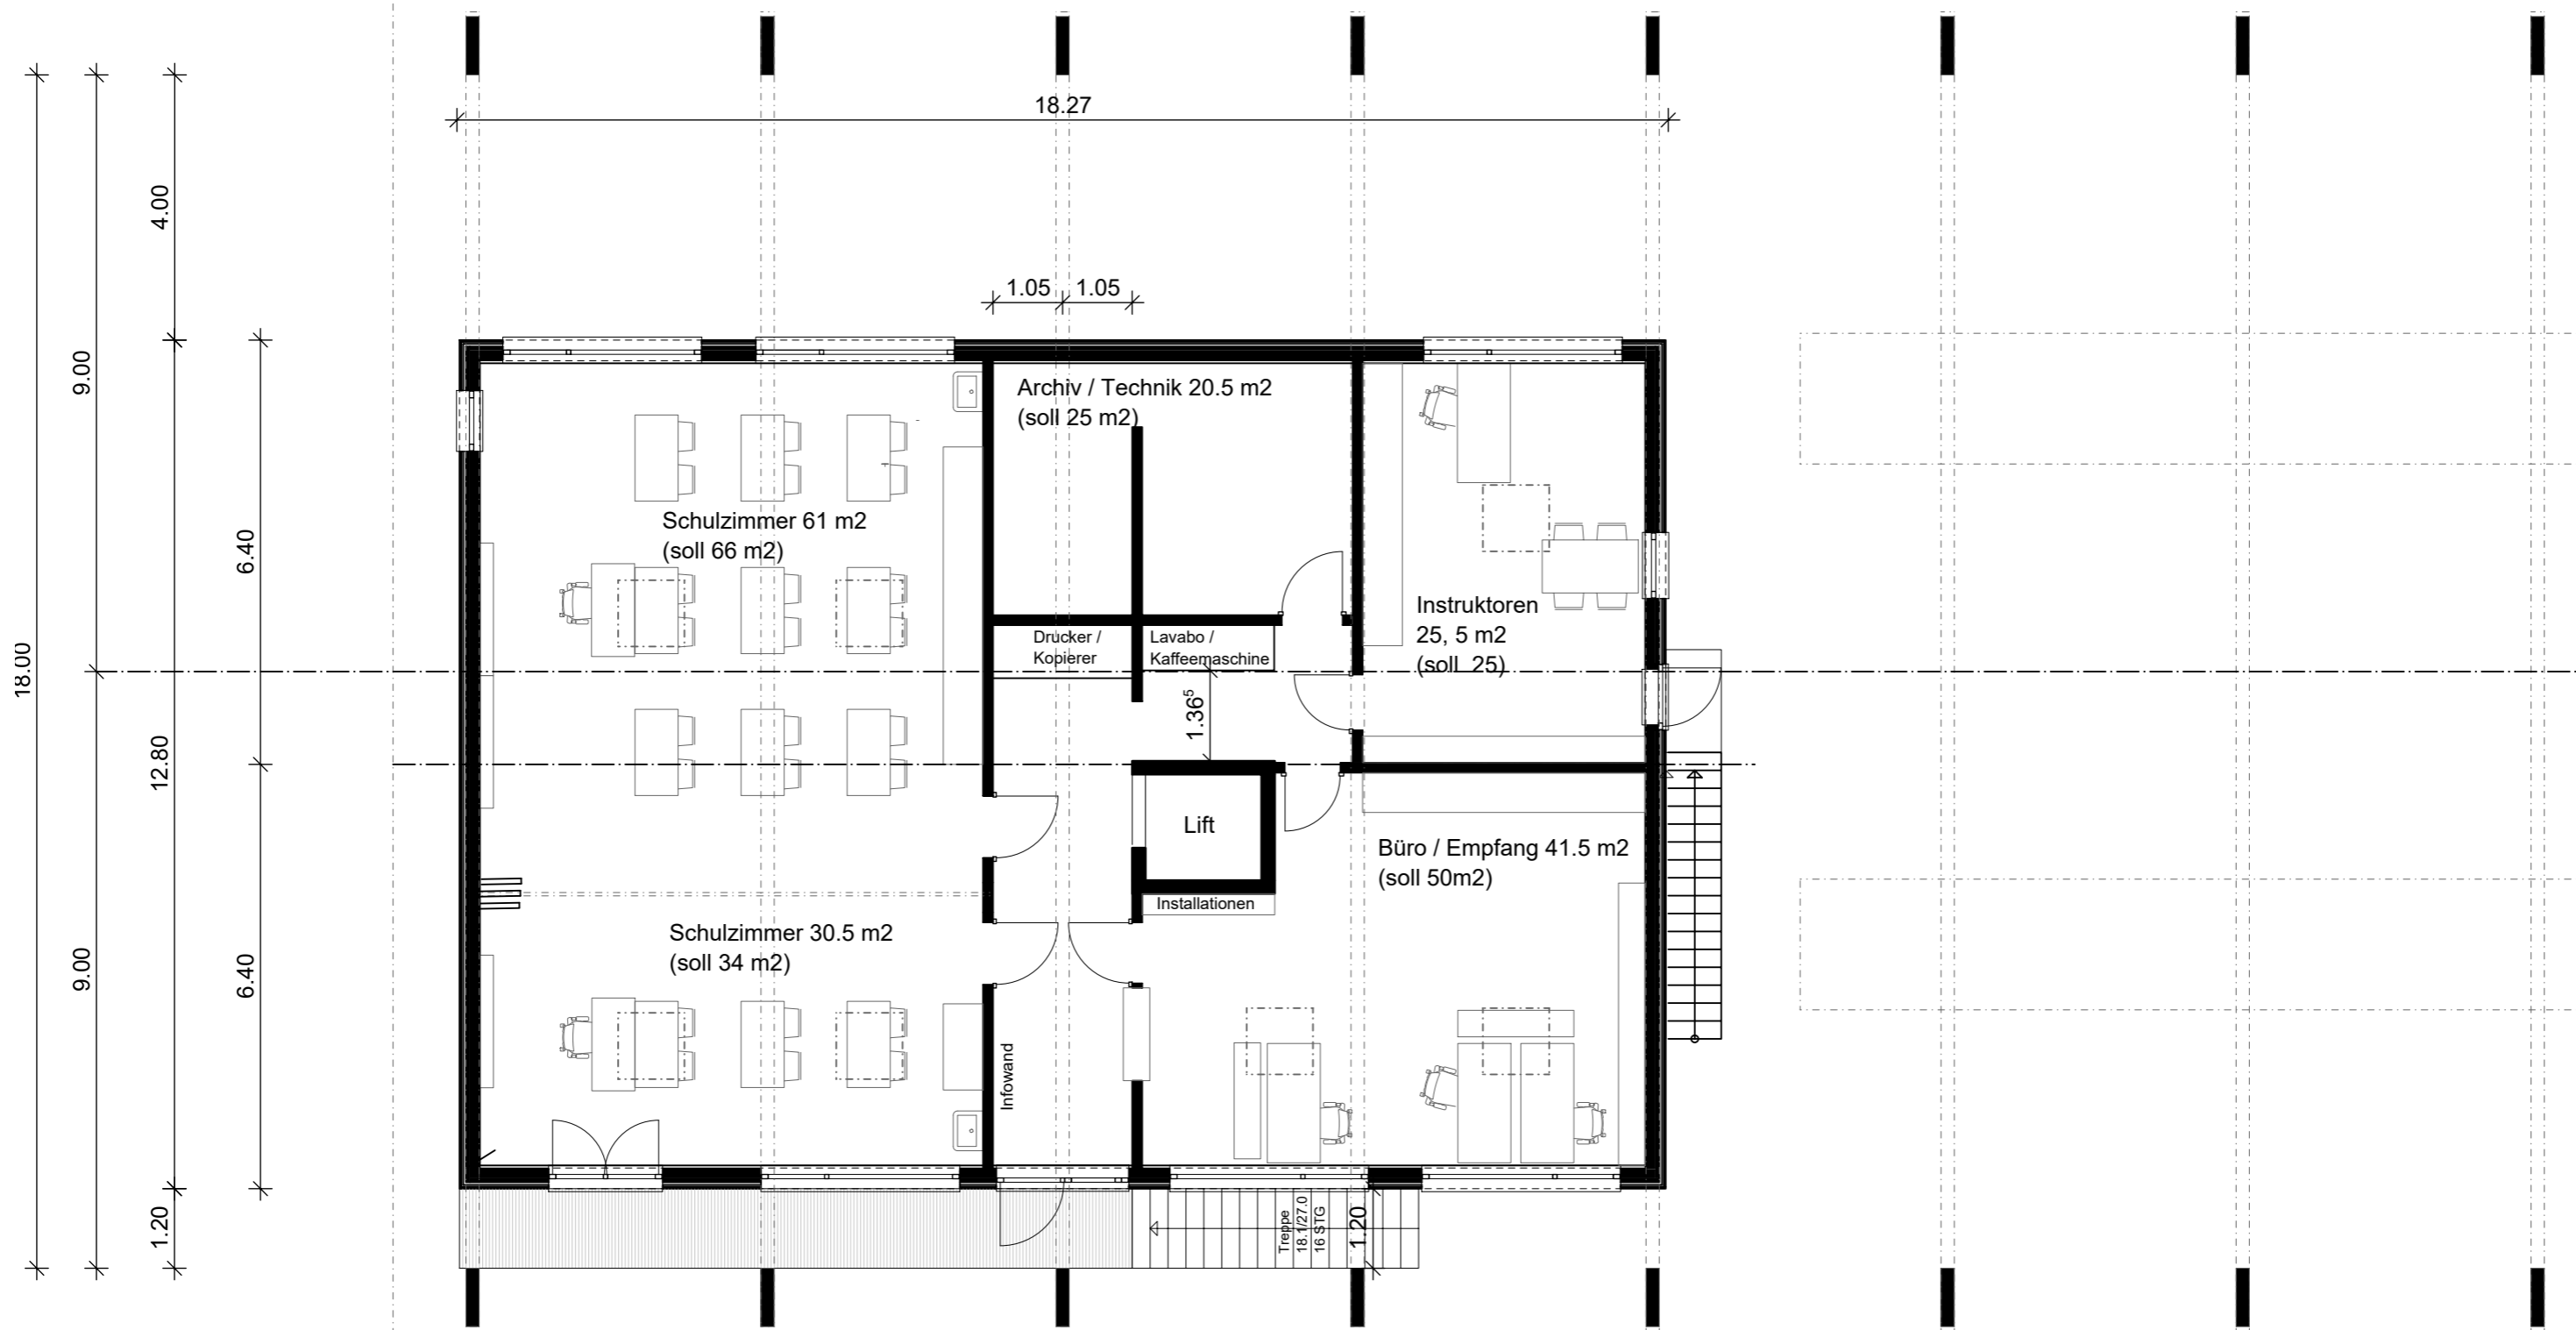 18.27
4.00
1.05
1.05
9.00
Archiv / Technik 20.5 m2
(soll 25 m2)
Schulzimmer 61 m2
(soll 66 m2)
6.40
Instruktoren
25, 5 m2
(soll 25)
Drucker /
Kopierer
Lavabo /
Kaffeemaschine
18.00
1.36⁵
12.80
Lift
Büro / Empfang 41.5 m2
(soll 50m2)
Installationen
Schulzimmer 30.5 m2
(soll 34 m2)
9.00
6.40
Infowand
1.20
Treppe
18.1/27.0
16 STG
1.20